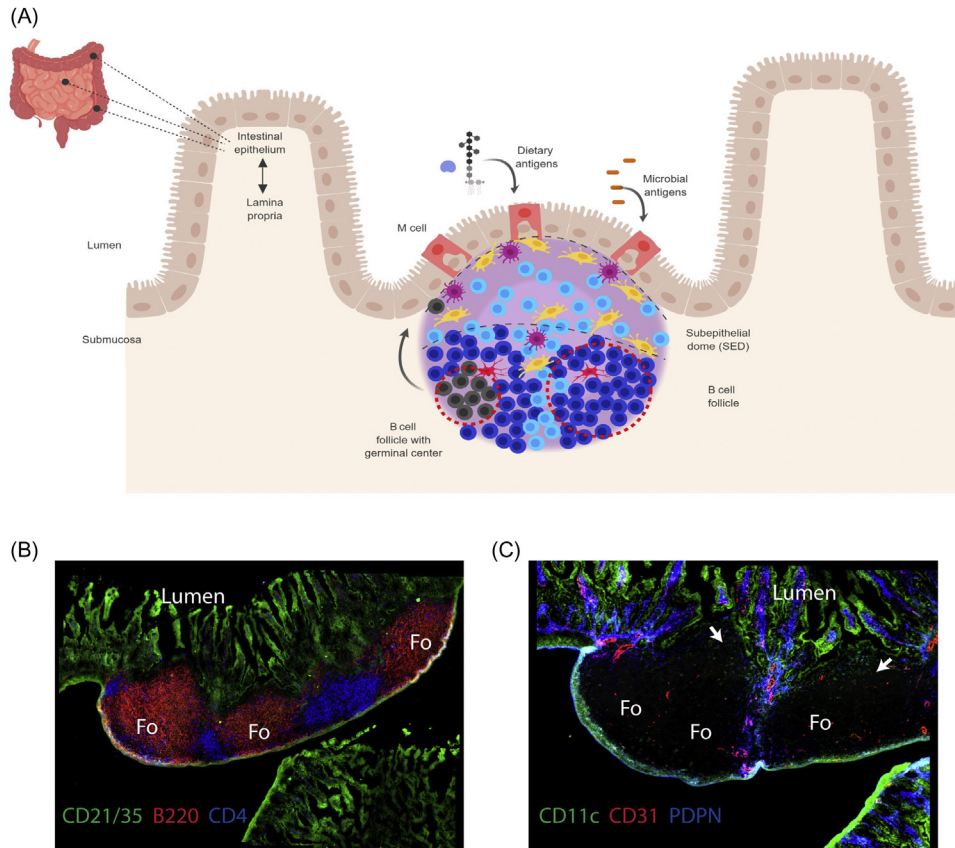 (A)
Intestinal
epithelium
Lamina
propria
Dietary
antigens
Microbial
antigens
M cell
Lumen
Submucosa
Subepithelial
dome (SED)
B cell
follicle
B cell
follicle with
germinal center
(B)
Lumen
Fo
Fo
Fo
CD21/35 B220 CD4
(C)
Lumen
Fo
Fo
Fo
CD11c CD31 PDPN